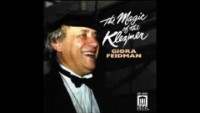 The Magic
of the
Klezmer
GIORA
FEIDMAN